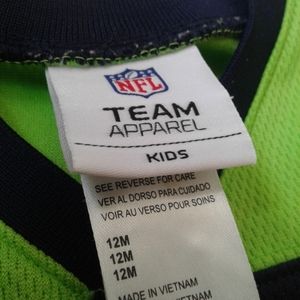 NFL
TEAM
APPAREL
KIDS
SEE REVERSE FOR CARE
VER AL DORSO PARA CUIDADO
VOIR AU VERSO POUR SOINS
12M
12M
12M
MADE IN VIETNAM
VIETNAM